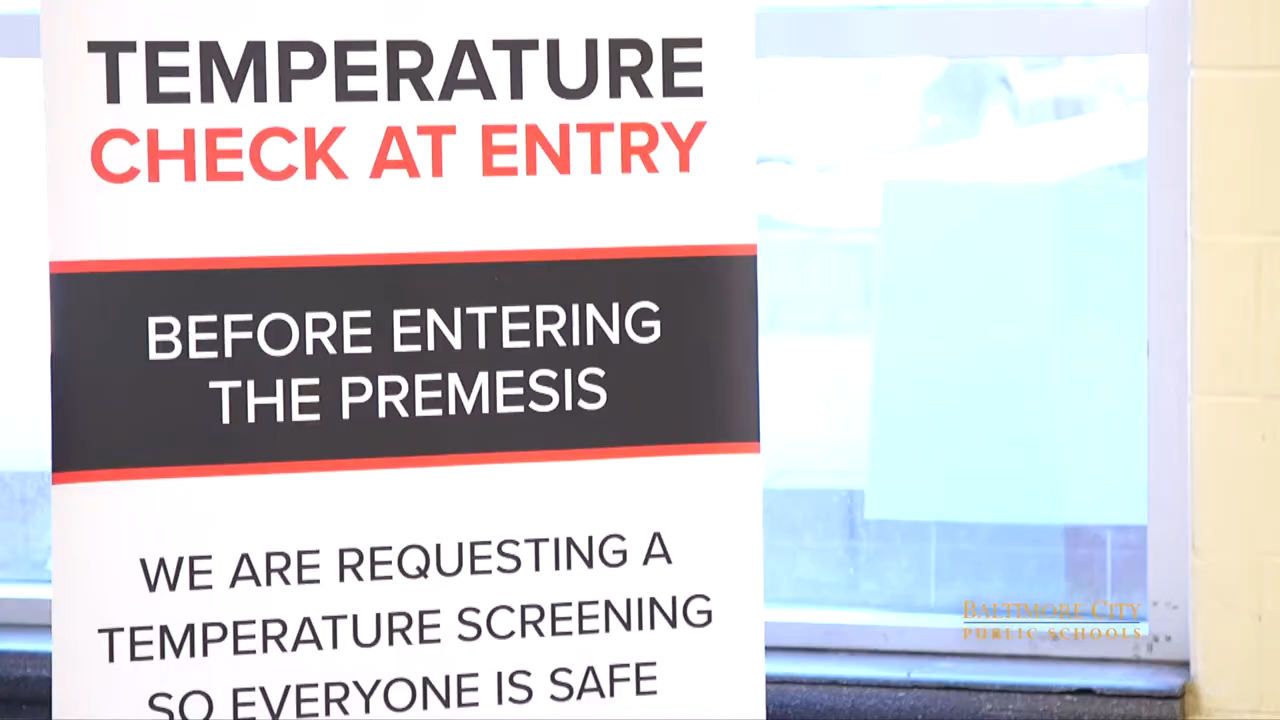 TEMPERATURE
CHECK AT ENTRY
BEFORE ENTERING
THE PREMESIS
WE ARE REQUESTING A
TEMPERATURE SCREENING
SO EVERYONE IS SAFE
BALTIMORE CITY
PUBLIC SCHOOLS